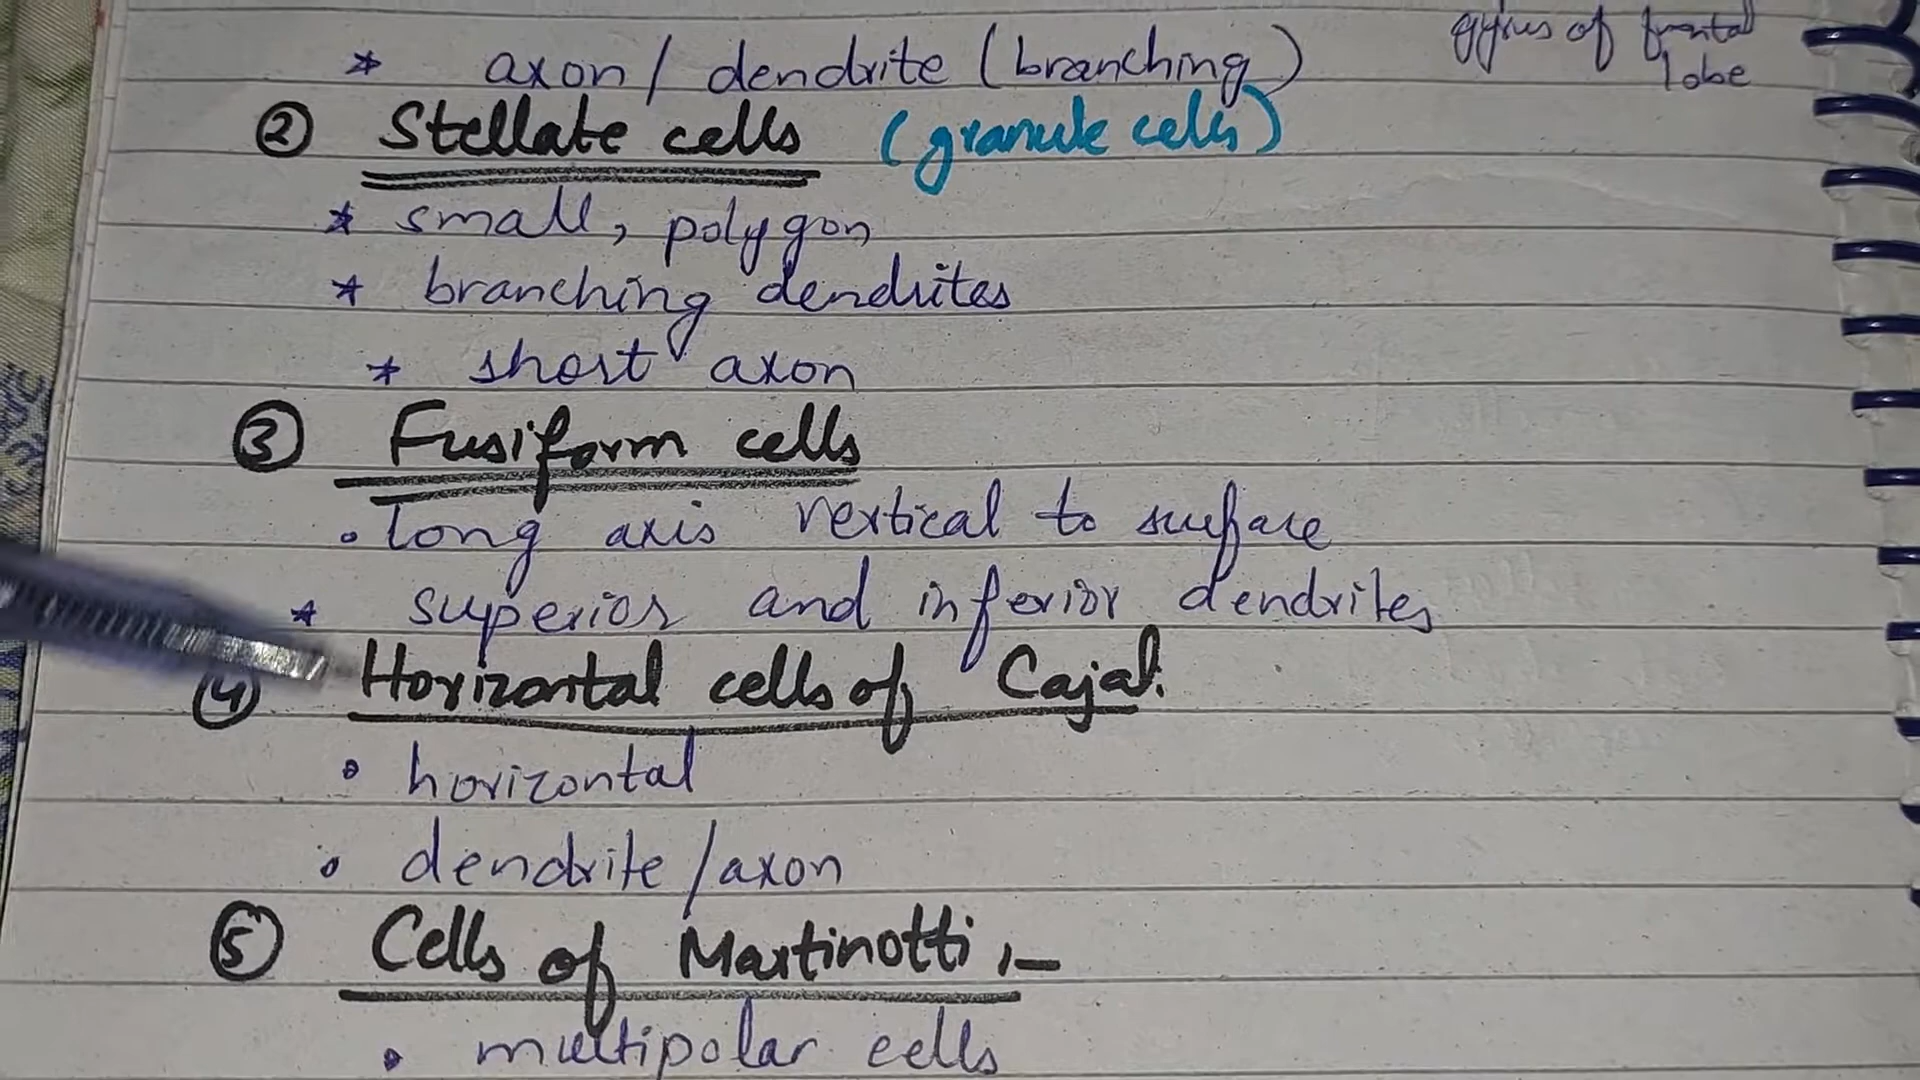 gyrus of frontal
lobe
* axon / dendrite (branching)
② Stellate cells (granule cells)
* small, polygon
* branching dendrites
* short axon
③ Fusiform cells
• long axis vertical to surface
* superior and inferior dendrites
④ Horizontal cells of Cajal.
• horizontal
• dendrite / axon
⑤ Cells of Martinotti :-
• multipolar cells